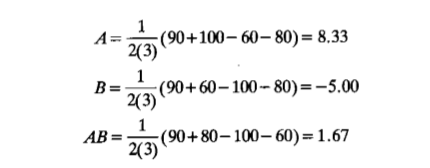 A = 1/2(3) (90+100−60−80) = 8.33
B = 1/2(3) (90+60−100−80) = −5.00
AB = 1/2(3) (90+80−100−60) = 1.67